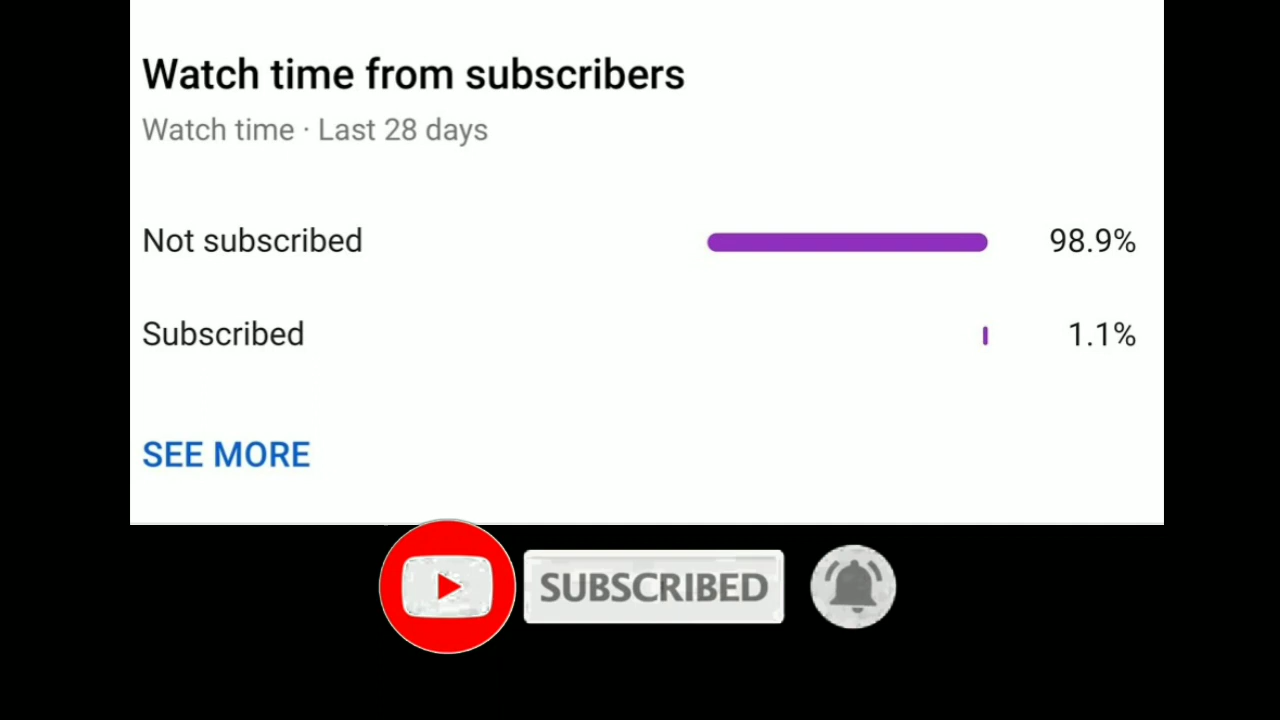 Watch time from subscribers
Watch time · Last 28 days
Not subscribed 98.9%
Subscribed 1.1%
SEE MORE
SUBSCRIBED